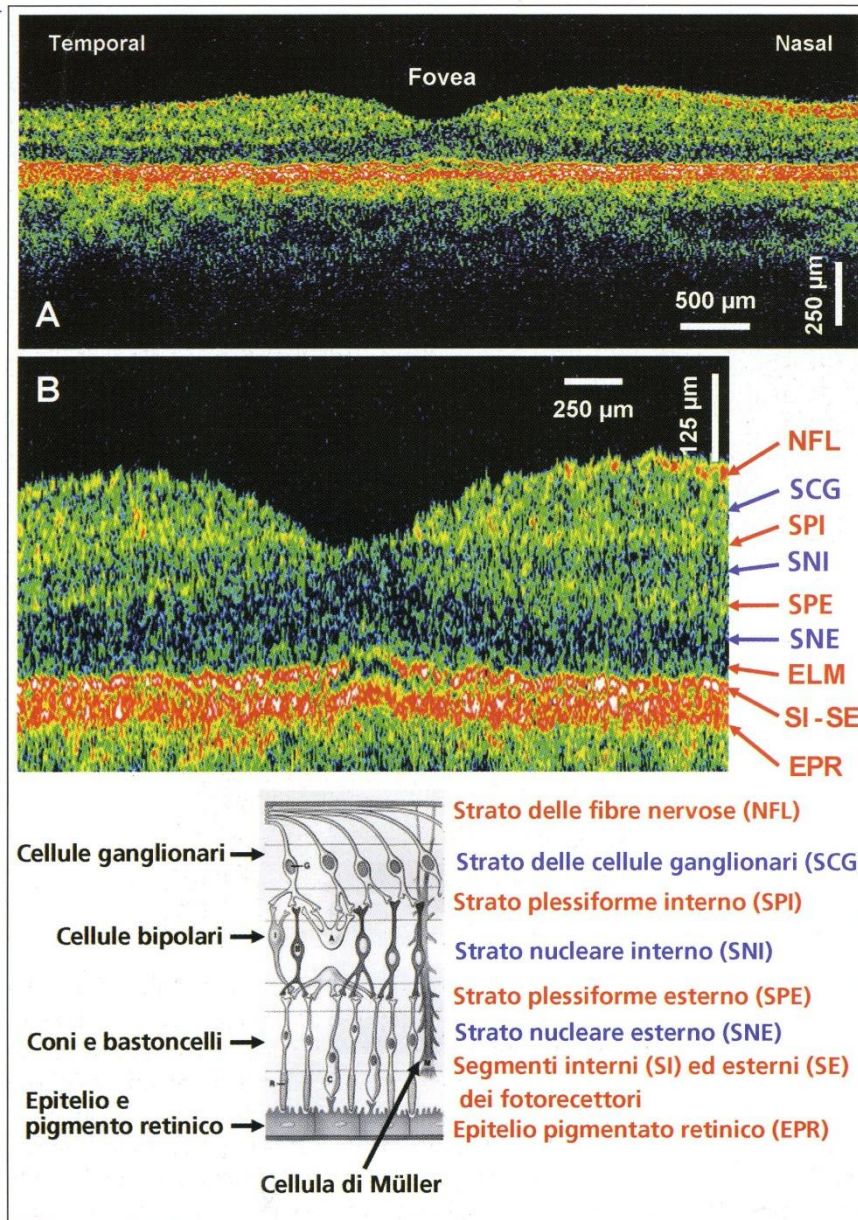 Temporal
Nasal
Fovea
A
500 µm
250 µm
B
250 µm
125 µm
NFL
SCG
SPI
SNI
SPE
SNE
ELM
SI - SE
EPR
Strato delle fibre nervose (NFL)
Cellule ganglionari
G
Strato delle cellule ganglionari (SCG
Strato plessiforme interno (SPI)
Cellule bipolari
I
A
Strato nucleare interno (SNI)
Strato plessiforme esterno (SPE)
Coni e bastoncelli
Strato nucleare esterno (SNE)
M
Segmenti interni (SI) ed esterni (SE)
R
C
dei fotorecettori
Epitelio e
pigmento retinico
Epitelio pigmentato retinico (EPR)
Cellula di Müller